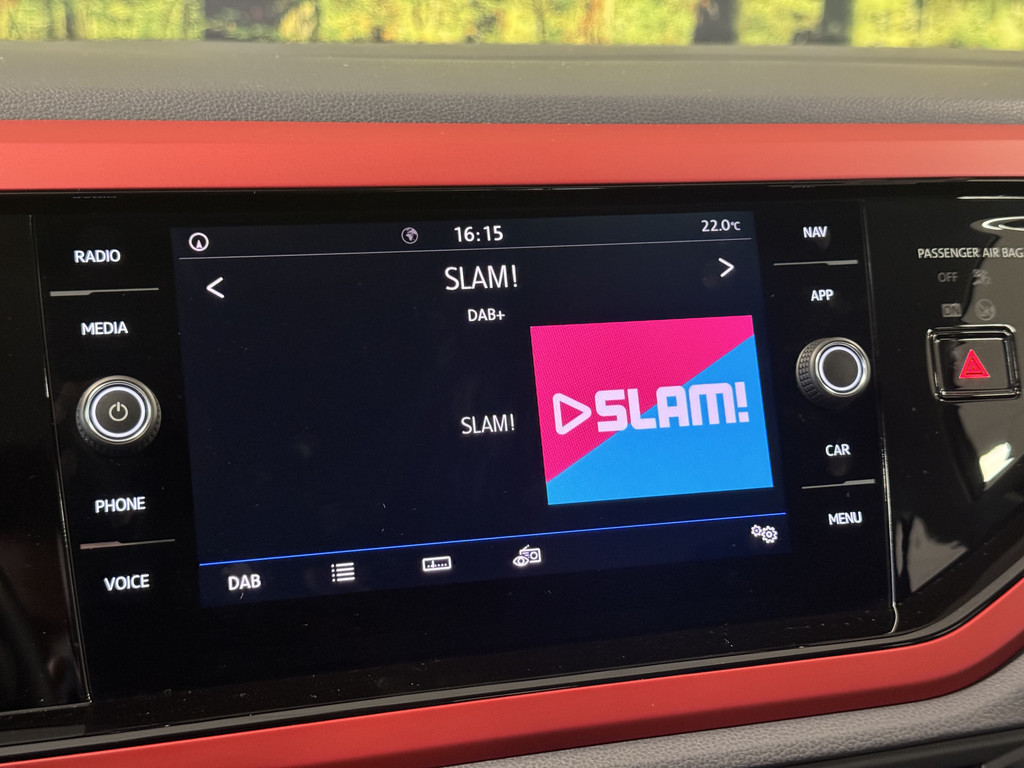 RADIO
MEDIA
PHONE
VOICE
16:15
22.0°C
SLAM!
DAB+
SLAM!
SLAM!
DAB
NAV
APP
CAR
MENU
PASSENGER AIR BAG
OFF
ON